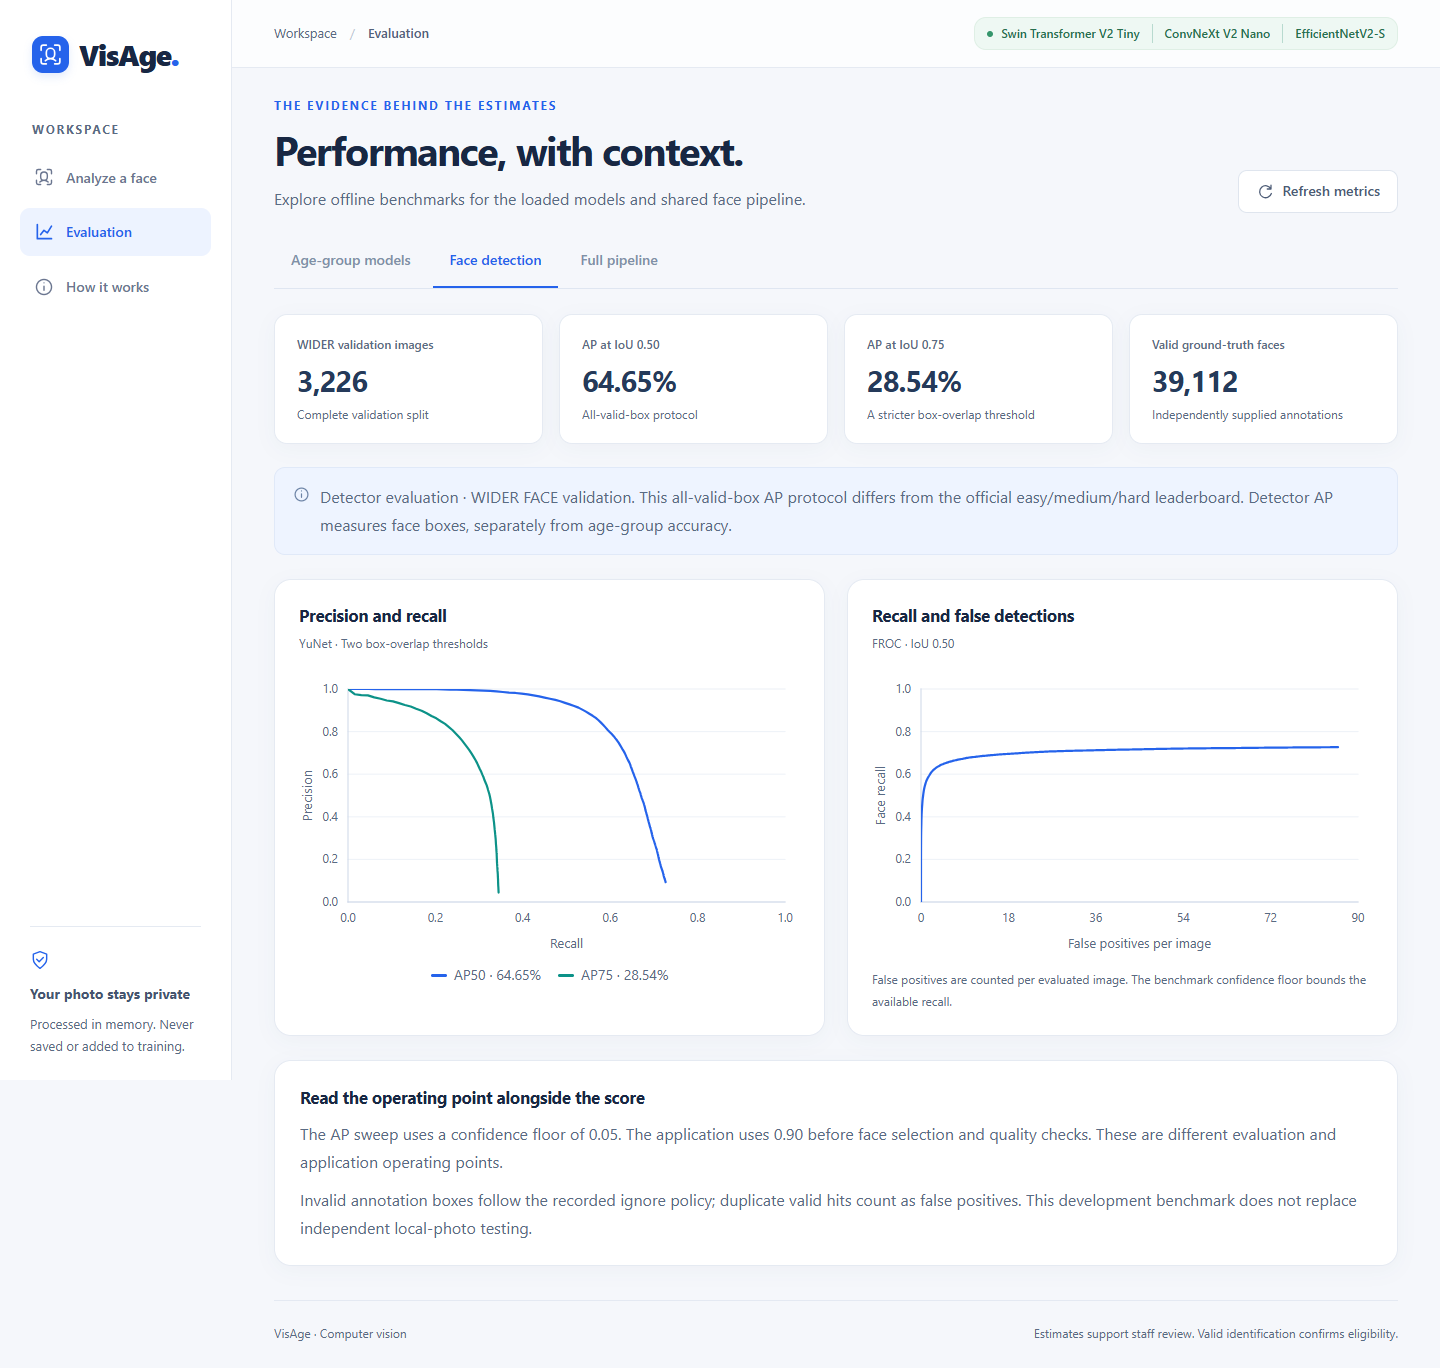 VisAge.
WORKSPACE
Analyze a face
Evaluation
How it works
Your photo stays private
Processed in memory. Never
saved or added to training.
Workspace / Evaluation
Swin Transformer V2 Tiny
ConvNeXt V2 Nano
EfficientNetV2-S
THE EVIDENCE BEHIND THE ESTIMATES
Performance, with context.
Explore offline benchmarks for the loaded models and shared face pipeline.
Refresh metrics
Age-group models
Face detection
Full pipeline
WIDER validation images
3,226
Complete validation split
AP at IoU 0.50
64.65%
All-valid-box protocol
AP at IoU 0.75
28.54%
A stricter box-overlap threshold
Valid ground-truth faces
39,112
Independently supplied annotations
Detector evaluation · WIDER FACE validation. This all-valid-box AP protocol differs from the official easy/medium/hard leaderboard. Detector AP
measures face boxes, separately from age-group accuracy.
Precision and recall
YuNet · Two box-overlap thresholds
Precision
1.0
0.8
0.6
0.4
0.2
0.0
0.0 0.2 0.4 0.6 0.8 1.0
Recall
AP50 · 64.65%
AP75 · 28.54%
Recall and false detections
FROC · IoU 0.50
Face recall
1.0
0.8
0.6
0.4
0.2
0.0
0 18 36 54 72 90
False positives per image
False positives are counted per evaluated image. The benchmark confidence floor bounds the
available recall.
Read the operating point alongside the score
The AP sweep uses a confidence floor of 0.05. The application uses 0.90 before face selection and quality checks. These are different evaluation and
application operating points.
Invalid annotation boxes follow the recorded ignore policy; duplicate valid hits count as false positives. This development benchmark does not replace
independent local-photo testing.
VisAge · Computer vision
Estimates support staff review. Valid identification confirms eligibility.